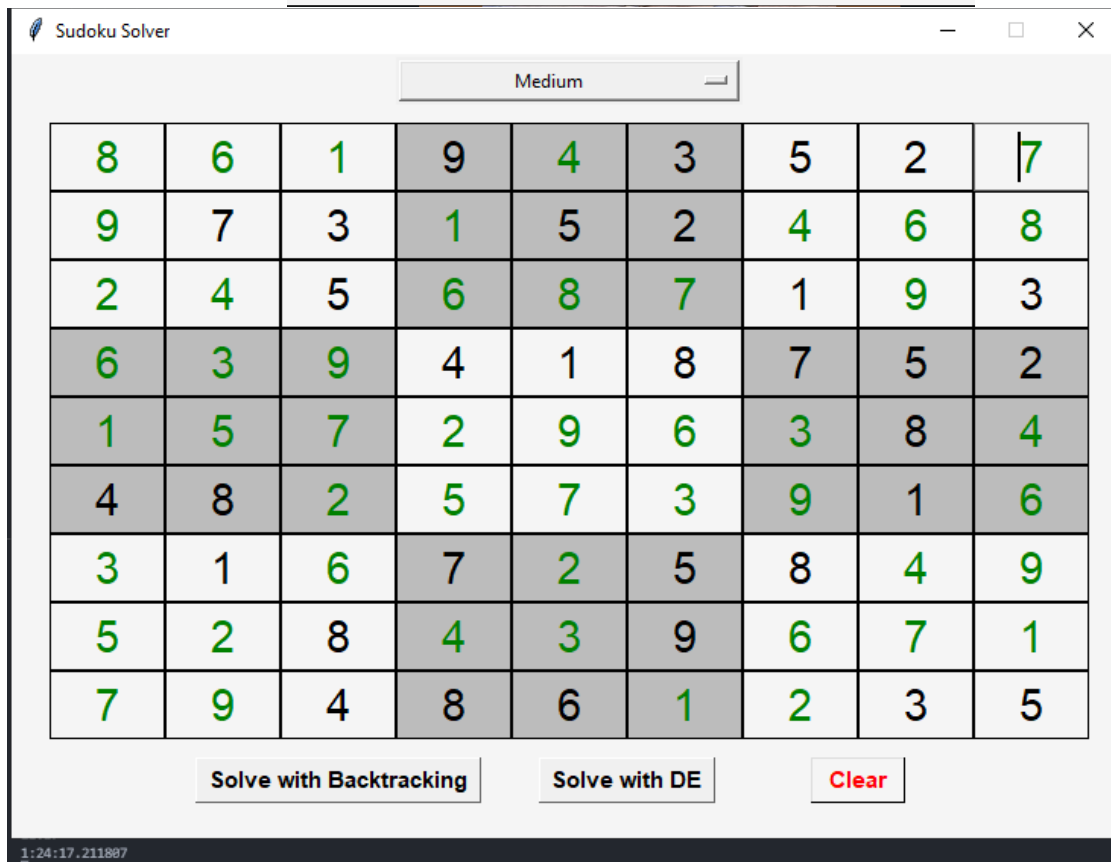 Sudoku Solver
Medium
8 6 1 9 4 3 5 2 7
9 7 3 1 5 2 4 6 8
2 4 5 6 8 7 1 9 3
6 3 9 4 1 8 7 5 2
1 5 7 2 9 6 3 8 4
4 8 2 5 7 3 9 1 6
3 1 6 7 2 5 8 4 9
5 2 8 4 3 9 6 7 1
7 9 4 8 6 1 2 3 5
Solve with Backtracking Solve with DE Clear
1:24:17.211807